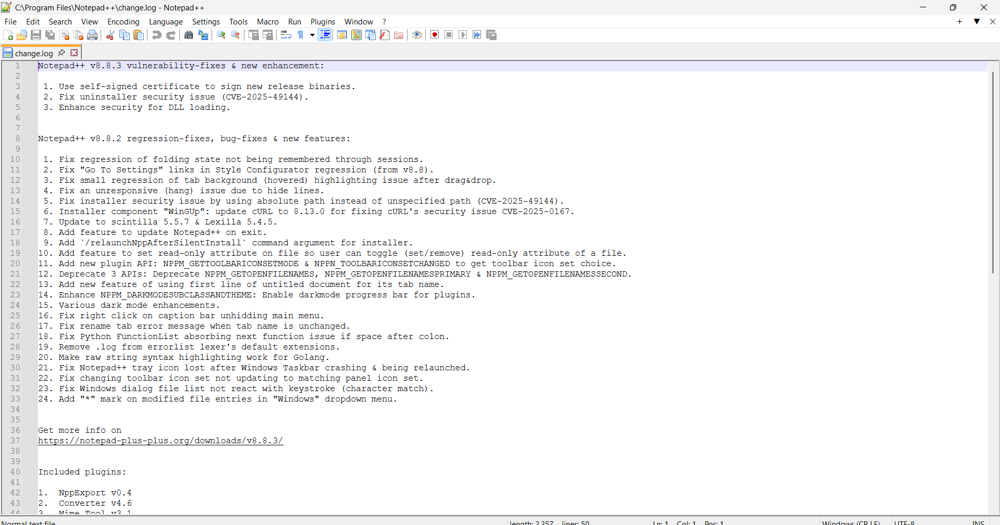 C:\Program Files\Notepad++\change.log - Notepad++
File Edit Search View Encoding Language Settings Tools Macro Run Plugins Window ?
change.log
1 Notepad++ v8.8.3 vulnerability-fixes & new enhancement:
2
3 1. Use self-signed certificate to sign new release binaries.
4 2. Fix uninstaller security issue (CVE-2025-49144).
5 3. Enhance security for DLL loading.
6
7
8 Notepad++ v8.8.2 regression-fixes, bug-fixes & new features:
9
10 1. Fix regression of folding state not being remembered through sessions.
11 2. Fix "Go To Settings" links in Style Configurator regression (from v8.8).
12 3. Fix small regression of tab background (hovered) highlighting issue after drag&drop.
13 4. Fix an unresponsive (hang) issue due to hide lines.
14 5. Fix installer security issue by using absolute path instead of unspecified path (CVE-2025-49144).
15 6. Installer component "WinGUp": update cURL to 8.13.0 for fixing cURL's security issue CVE-2025-0167.
16 7. Update to scintilla 5.5.7 & Lexilla 5.4.5.
17 8. Add feature to update Notepad++ on exit.
18 9. Add `/relaunchNppAfterSilentInstall` command argument for installer.
19 10. Add feature to set read-only attribute on file so user can toggle (set/remove) read-only attribute of a file.
20 11. Add new plugin API: NPPM_GETTOOLBARICONSETMODE & NPPN_TOOLBARICONSETCHANGED to get toolbar icon set choice.
21 12. Deprecate 3 APIs: Deprecate NPPM_GETOPENFILENAMES, NPPM_GETOPENFILENAMESPRIMARY & NPPM_GETOPENFILENAMESSECOND.
22 13. Add new feature of using first line of untitled document for its tab name.
23 14. Enhance NPPM_DARKMODESUBCLASSANDTHEME: Enable darkmode progress bar for plugins.
24 15. Various dark mode enhancements.
25 16. Fix right click on caption bar unhidding main menu.
26 17. Fix rename tab error message when tab name is unchanged.
27 18. Fix Python FunctionList absorbing next function issue if space after colon.
28 19. Remove .log from errorlist lexer's default extensions.
29 20. Make raw string syntax highlighting work for Golang.
30 21. Fix Notepad++ tray icon lost after Windows Taskbar crashing & being relaunched.
31 22. Fix changing toolbar icon set not updating to matching panel icon set.
32 23. Fix Windows dialog file list not react with keystroke (character match).
33 24. Add "*" mark on modified file entries in "Windows" dropdown menu.
34
35
36 Get more info on
37 https://notepad-plus-plus.org/downloads/v8.8.3/
38
39
40 Included plugins:
41
42 1. NppExport v0.4
43 2. Converter v4.6
44 3. Mime Tool v3.1
Normal text file length: 2,357 lines: 50 Ln: 1 Col: 1 Pos: 1 Windows (CR LF) UTF-8 INS